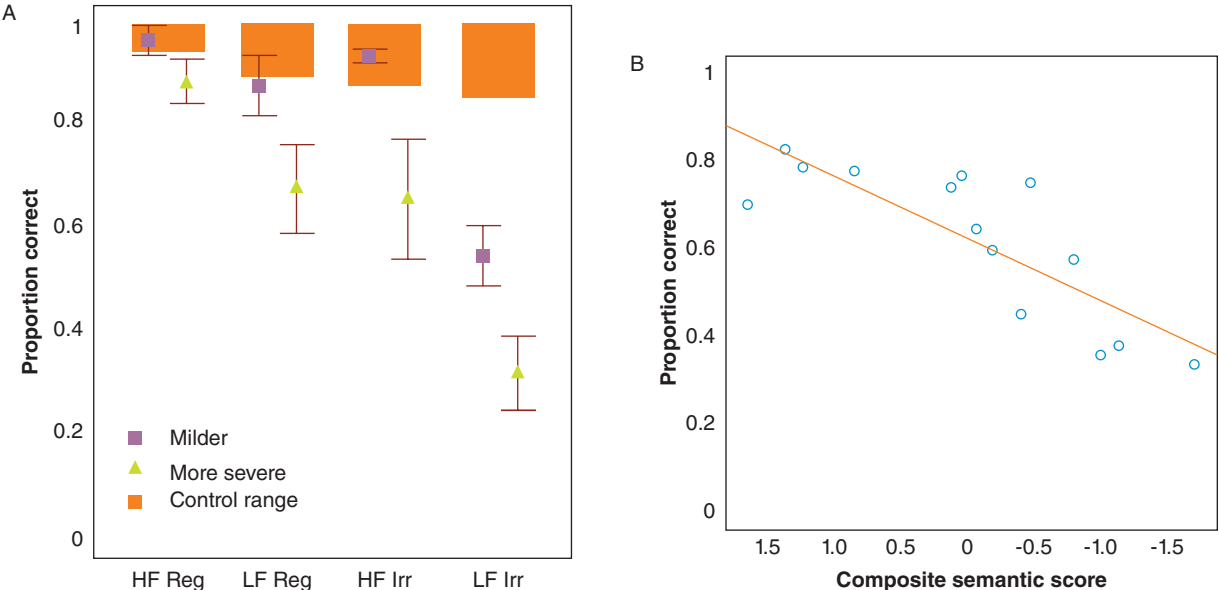 A
1
0.8
0.6
0.4
0.2
0
Proportion correct
Milder
More severe
Control range
HF Reg LF Reg HF Irr LF Irr
B
1
0.8
0.6
0.4
0.2
0
Proportion correct
1.5 1.0 0.5 0 -0.5 -1.0 -1.5
Composite semantic score